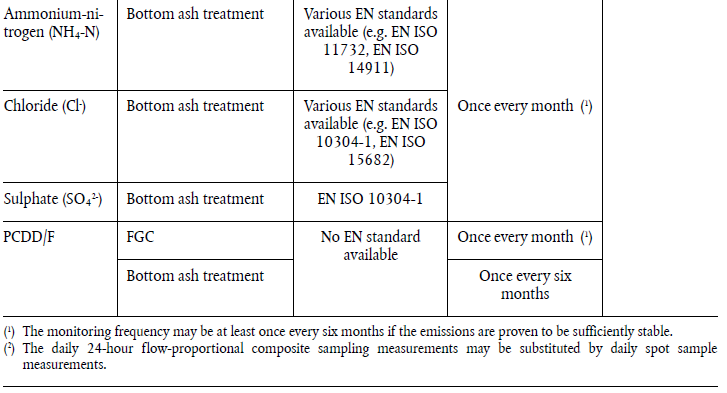 Ammonium-ni-
trogen (NH₄-N)
Bottom ash treatment
Various EN standards
available (e.g. EN ISO
11732, EN ISO
14911)
Chloride (Cl-)
Bottom ash treatment
Various EN standards
available (e.g. EN ISO
10304-1, EN ISO
15682)
Once every month (¹)
Sulphate (SO₄²-)
Bottom ash treatment
EN ISO 10304-1
PCDD/F
FGC
No EN standard
available
Once every month (¹)
Bottom ash treatment
Once every six
months
(¹) The monitoring frequency may be at least once every six months if the emissions are proven to be sufficiently stable.
(²) The daily 24-hour flow-proportional composite sampling measurements may be substituted by daily spot sample
measurements.